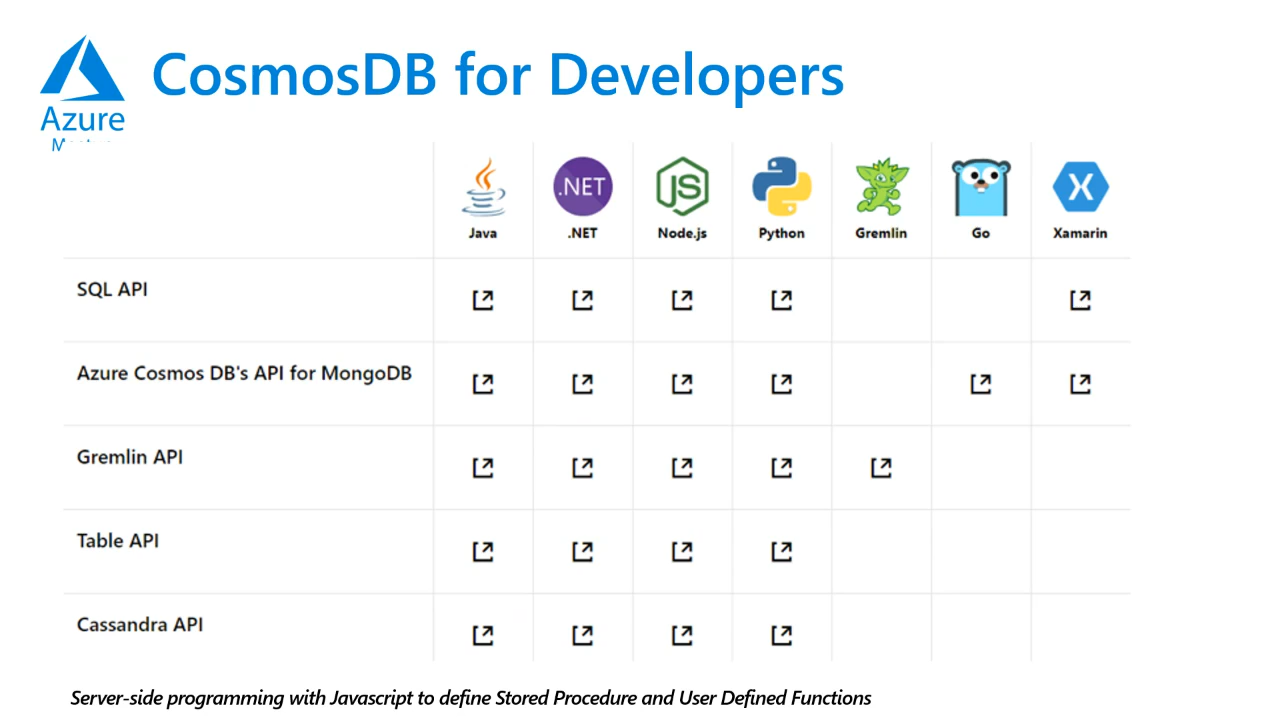 CosmosDB for Developers
Azure
.NET
JS
X
Java
.NET
Node.js
Python
Gremlin
Go
Xamarin
SQL API
Azure Cosmos DB's API for MongoDB
Gremlin API
Table API
Cassandra API
Server-side programming with Javascript to define Stored Procedure and User Defined Functions